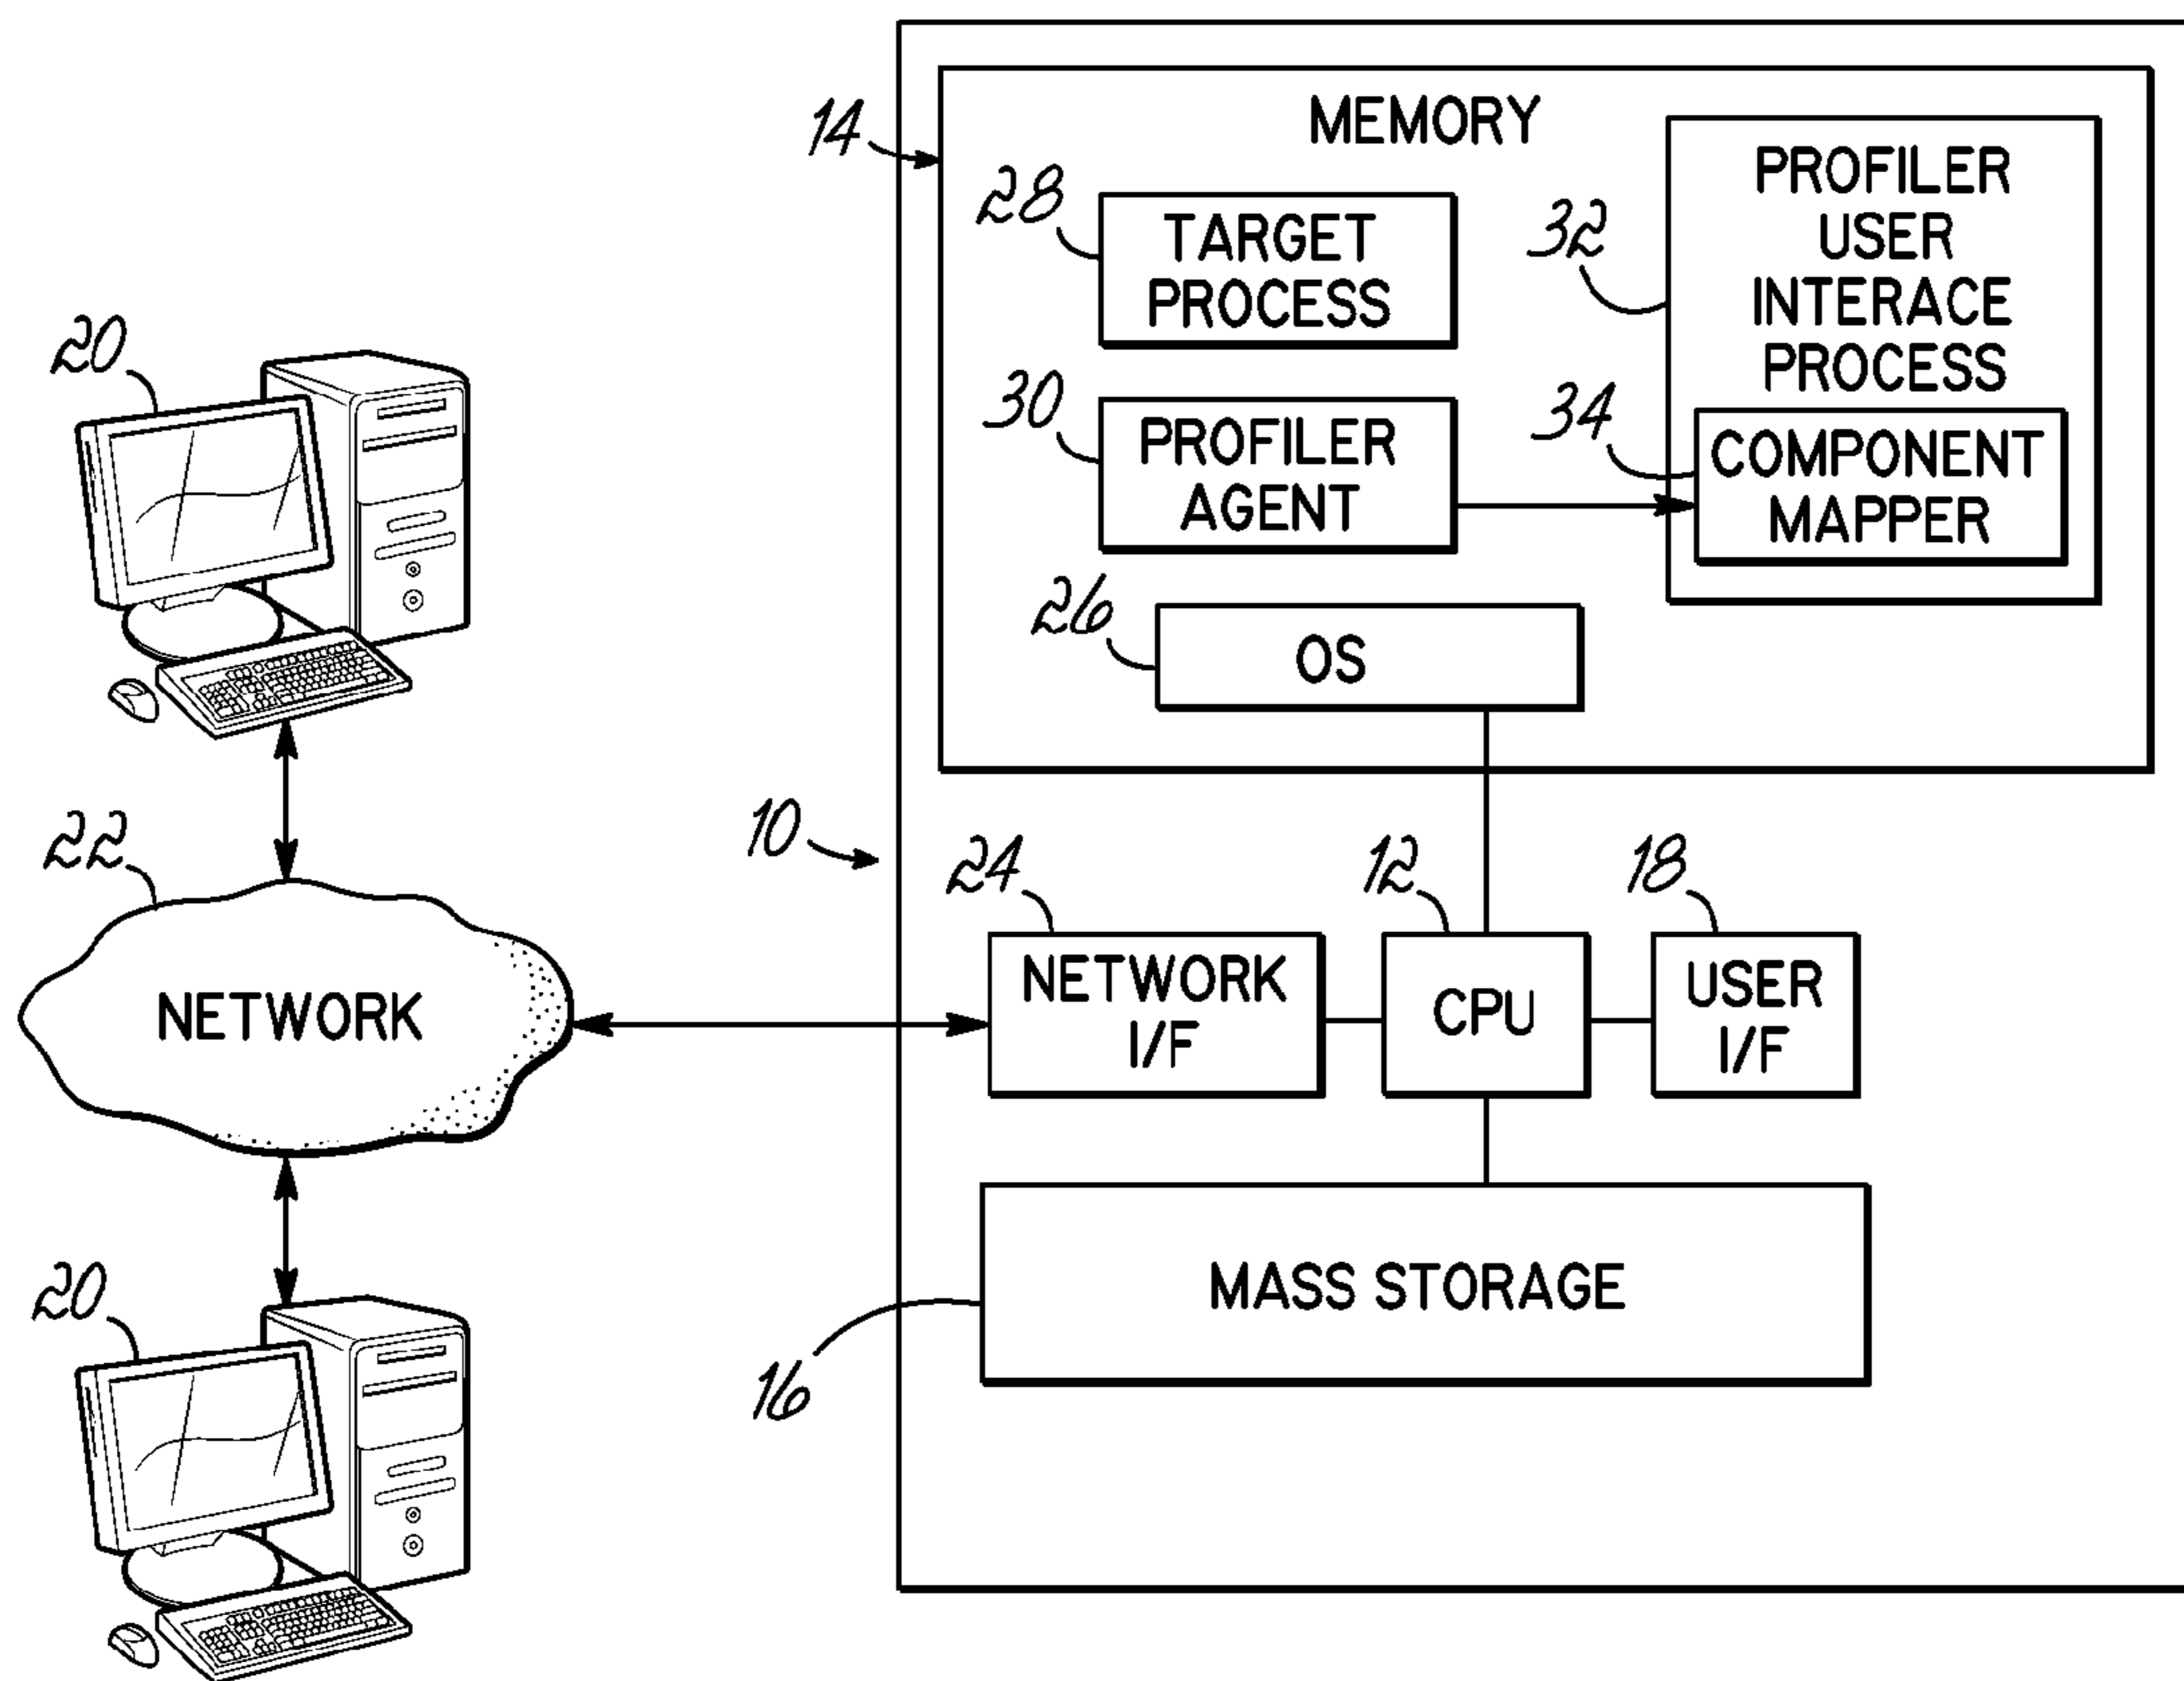 14
MEMORY
28
TARGET
PROCESS
32
PROFILER
USER
INTERACE
PROCESS
20
30
PROFILER
AGENT
34
COMPONENT
MAPPER
26
OS
22
10
24
12
18
NETWORK
NETWORK
I/F
CPU
USER
I/F
20
16
MASS STORAGE